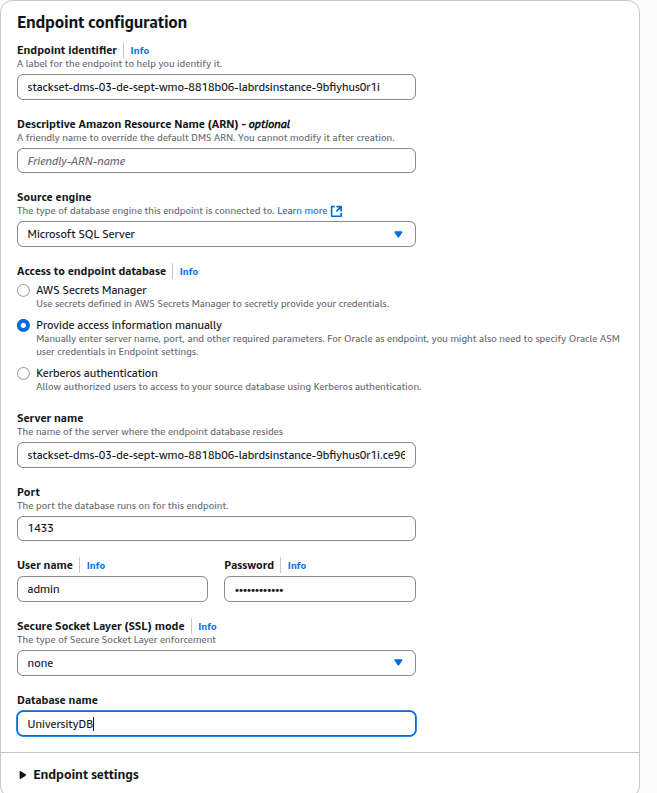 Endpoint configuration
Endpoint identifier Info
A label for the endpoint to help you identify it.
stackset-dms-03-de-sept-wmo-8818b06-labrdsinstance-9bfiyhus0r1i
Descriptive Amazon Resource Name (ARN) - optional
A friendly name to override the default DMS ARN. You cannot modify it after creation.
Friendly-ARN-name
Source engine
The type of database engine this endpoint is connected to. Learn more
Microsoft SQL Server
Access to endpoint database Info
AWS Secrets Manager
Use secrets defined in AWS Secrets Manager to secretly provide your credentials.
Provide access information manually
Manually enter server name, port, and other required parameters. For Oracle as endpoint, you might also need to specify Oracle ASM
user credentials in Endpoint settings.
Kerberos authentication
Allow authorized users to access to your source database using Kerberos authentication.
Server name
The name of the server where the endpoint database resides
stackset-dms-03-de-sept-wmo-8818b06-labrdsinstance-9bfiyhus0r1i.ce96
Port
The port the database runs on for this endpoint.
1433
User name Info Password Info
admin ••••••••••••
Secure Socket Layer (SSL) mode Info
The type of Secure Socket Layer enforcement
none
Database name
UniversityDB
Endpoint settings